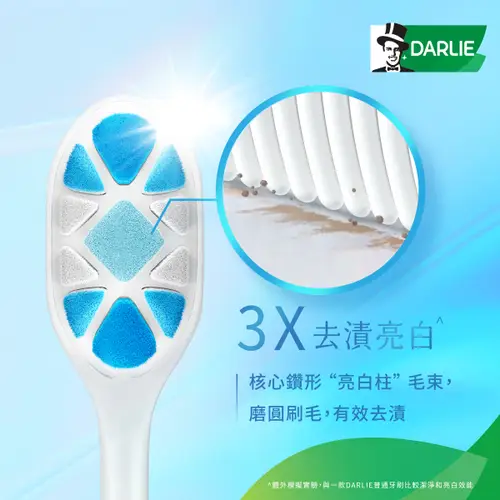 DARLIE
3X去漬亮白^
核心鑽形“亮白柱”毛束，
磨圓刷毛，有效去漬
^體外模擬實驗，與一款DARLIE普通牙刷比較潔淨和亮白效能